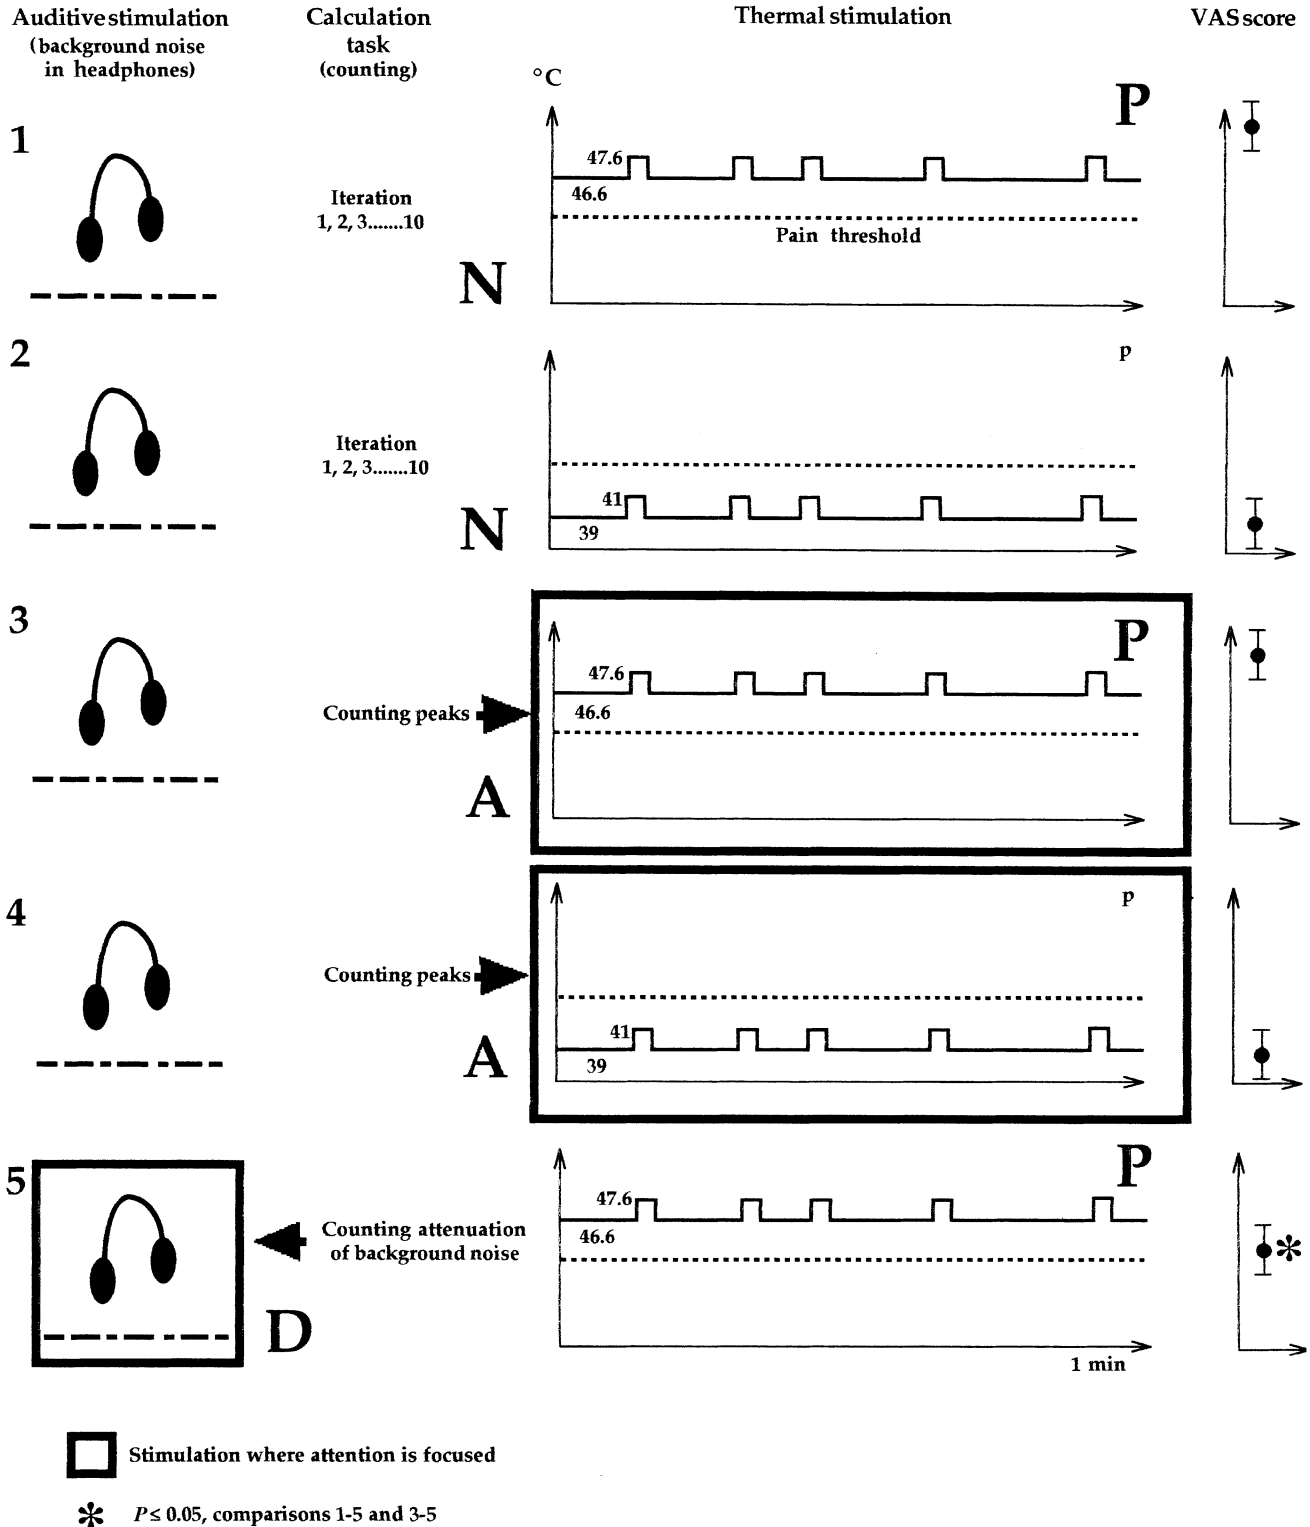 Auditive stimulation
(background noise
in headphones)
Calculation
task
(counting)
Thermal stimulation
VAS score
°C
1
Iteration
1, 2, 3.......10
N
47.6
46.6
Pain threshold
P
2
Iteration
1, 2, 3.......10
N
41
39
p
3
Counting peaks
A
47.6
46.6
P
4
Counting peaks
A
41
39
p
5
D
Counting attenuation
of background noise
47.6
46.6
P
*
1 min
Stimulation where attention is focused
* P ≤ 0.05, comparisons 1-5 and 3-5